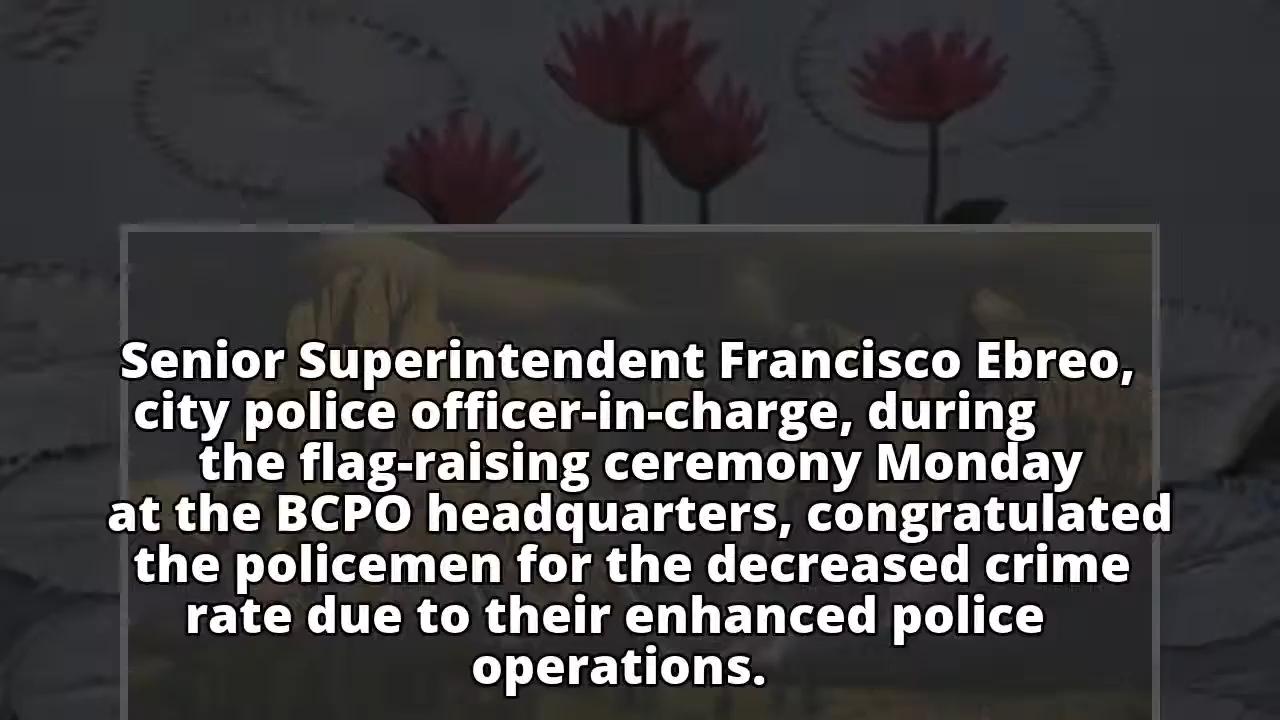 Senior Superintendent Francisco Ebreo,
city police officer-in-charge, during
the flag-raising ceremony Monday
at the BCPO headquarters, congratulated
the policemen for the decreased crime
rate due to their enhanced police
operations.